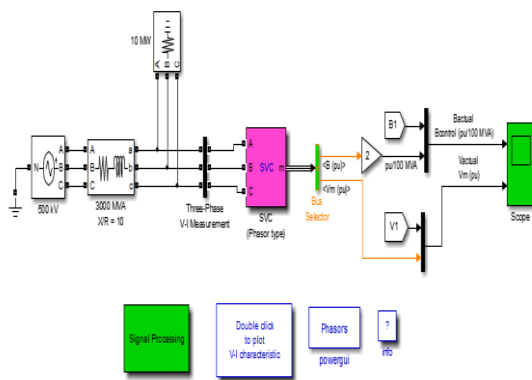 10 MW
A B C
N
A
B
C
500 kV
A
B
C
a
b
c
3000 MVA
X/R = 10
Three-Phase
V-I Measurement
A
B
C
SVC
m
SVC
(Phasor type)
<B (pu)>
<Vm (pu)>
Bus
Selector
2
pu/100 MVA
B1
V1
Bactual
Bcontrol (pu/100 MVA)
Vactual
Vm (pu)
Scope
Signal Processing
Double click
to plot
V-I characteristic
Phasors
powergui
?
info